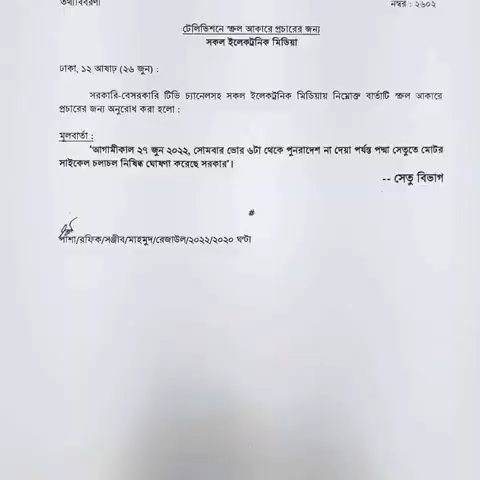 তথ্যবিবরণী নম্বর : ২৬০২
টেলিভিশনে স্ক্রল আকারে প্রচারের জন্য
সকল ইলেকট্রনিক মিডিয়া
ঢাকা, ১২ আষাঢ় (২৬ জুন) :
সরকারি-বেসরকারি টিভি চ্যানেলসহ সকল ইলেকট্রনিক মিডিয়ায় নিম্নোক্ত বার্তাটি স্ক্রল আকারে
প্রচারের জন্য অনুরোধ করা হলো :
মূলবার্তা :
'আগামীকাল ২৭ জুন ২০২২, সোমবার ভোর ৬টা থেকে পুনরাদেশ না দেয়া পর্যন্ত পদ্মা সেতুতে মোটর
সাইকেল চলাচল নিষিদ্ধ ঘোষণা করেছে সরকার'।
-- সেতু বিভাগ
#
পাশা/রফিক/সঞ্জীব/মাহমুদ/রেজাউল/২০২২/২০২০ ঘণ্টা